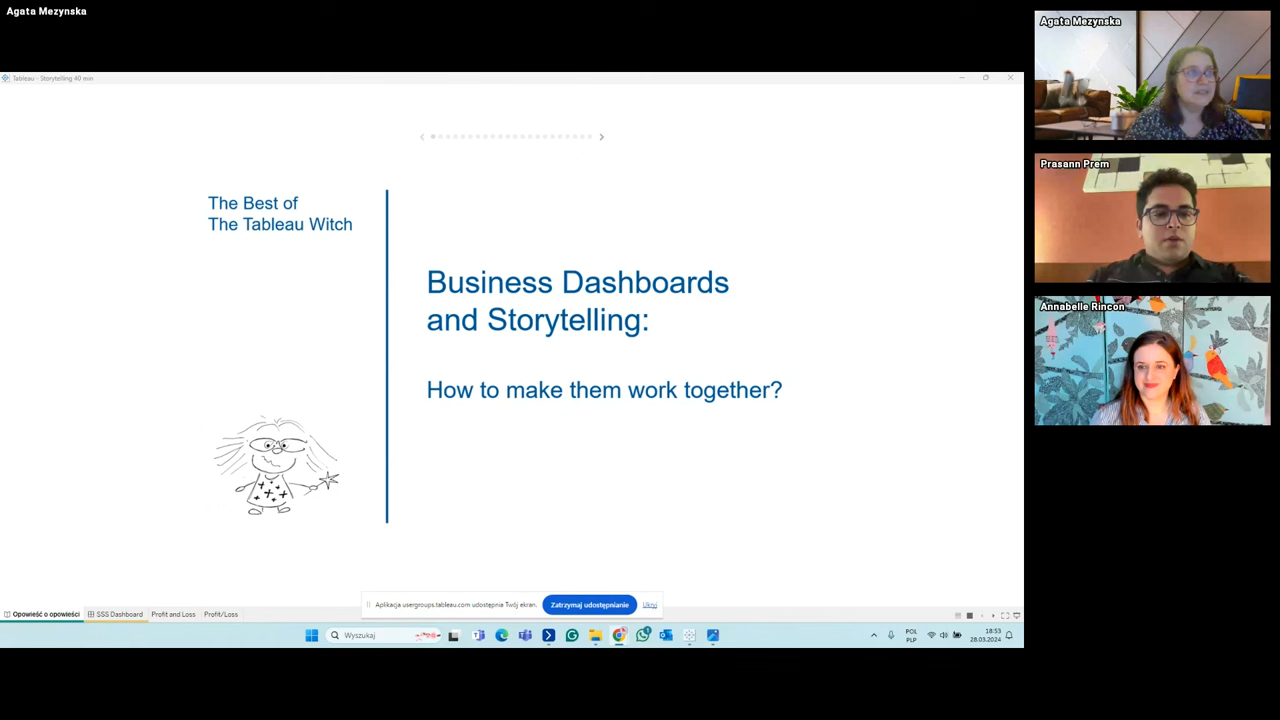 Agata Mezynska
Agata Mezynska
Tableau - Storytelling 40 min
Prasann Prem
The Best of
The Tableau Witch
Business Dashboards
and Storytelling:
Annabelle Rincon
How to make them work together?
Aplikacja usergroups.tableau.com udostępnia Twój ekran.
Zatrzymaj udostępnianie
Ukryj
Opowieść o opowieści
SSS Dashboard
Profit and Loss
Profit/Loss
Wyszukaj
POL
PLP
18:53
28.03.2024